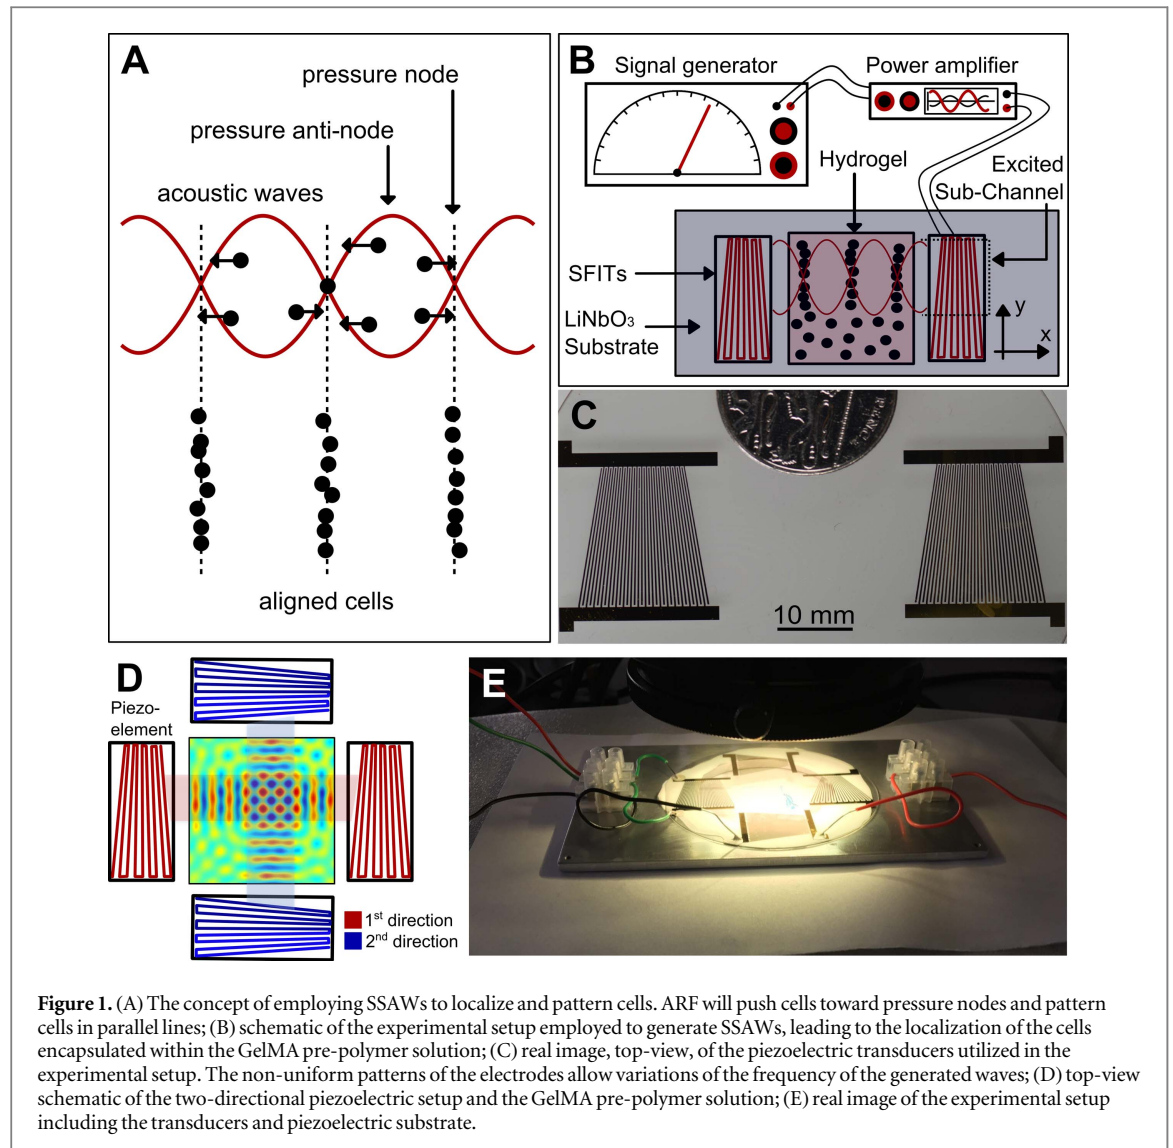 A
pressure node
pressure anti-node
acoustic waves
aligned cells
B
Signal generator
Power amplifier
Hydrogel
Excited
Sub-Channel
SFITs
LiNbO₃
Substrate
y
x
C
10 mm
D
Piezo-
element
1st direction
2nd direction
E
Figure 1. (A) The concept of employing SSAWs to localize and pattern cells. ARF will push cells toward pressure nodes and pattern
cells in parallel lines; (B) schematic of the experimental setup employed to generate SSAWs, leading to the localization of the cells
encapsulated within the GelMA pre-polymer solution; (C) real image, top-view, of the piezoelectric transducers utilized in the
experimental setup. The non-uniform patterns of the electrodes allow variations of the frequency of the generated waves; (D) top-view
schematic of the two-directional piezoelectric setup and the GelMA pre-polymer solution; (E) real image of the experimental setup
including the transducers and piezoelectric substrate.